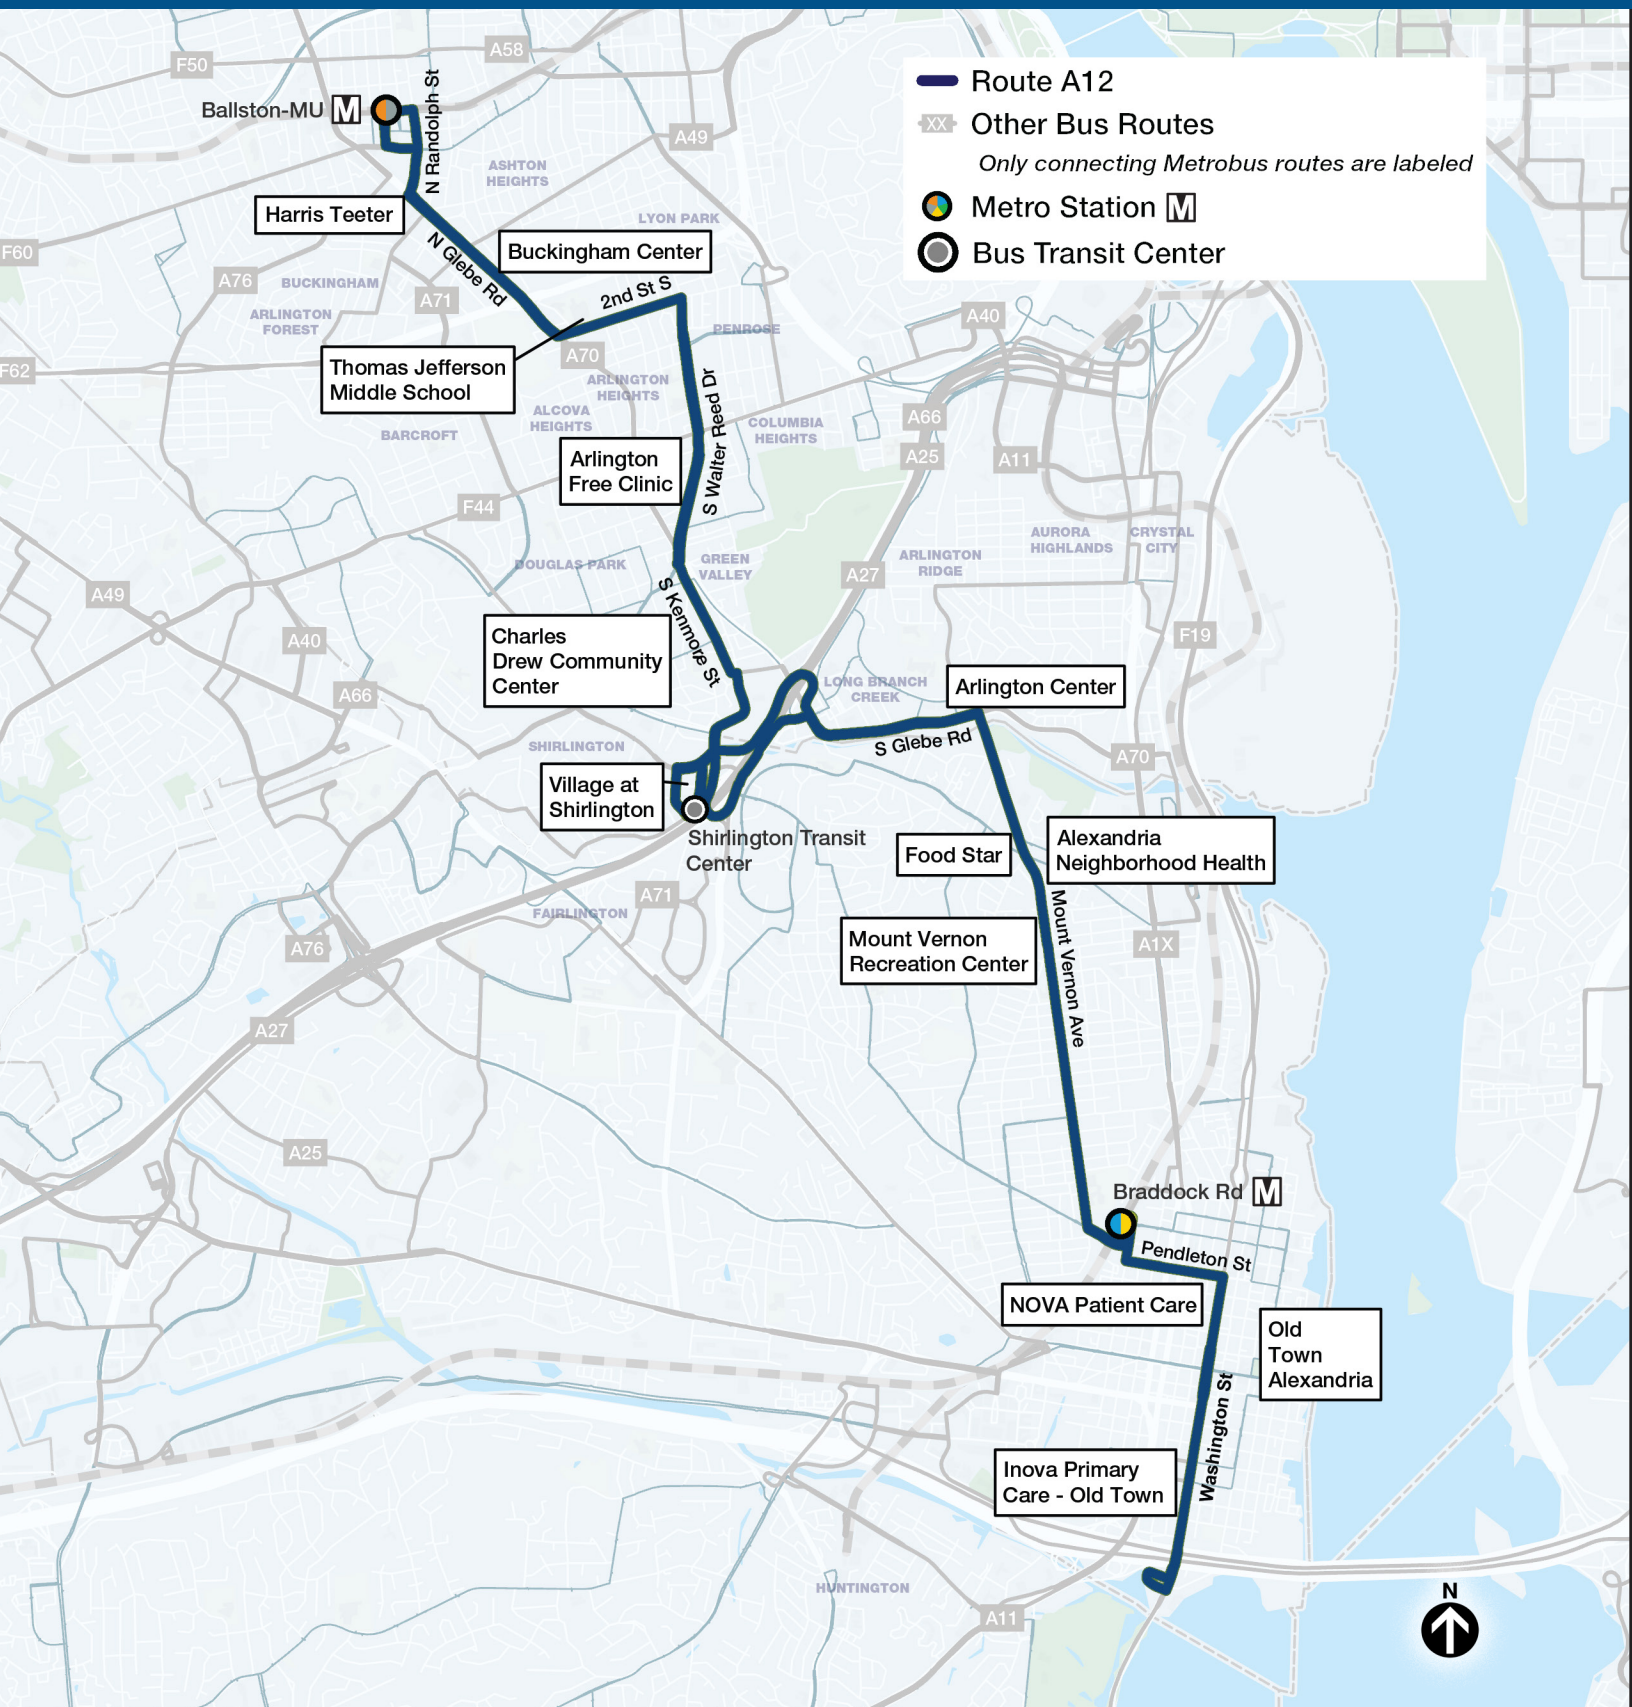 Route A12
XX Other Bus Routes
Only connecting Metrobus routes are labeled
Metro Station M
Bus Transit Center
F50
A58
Ballston-MU M
N Randolph St
A49
ASHTON
HEIGHTS
Harris Teeter
LYON PARK
F60
Buckingham Center
N Glebe Rd
A76
BUCKINGHAM
A71
2nd St S
ARLINGTON
FOREST
PENROSE
A40
Thomas Jefferson
Middle School
A70
F62
ARLINGTON
HEIGHTS
S Walter Reed Dr
ALCOVA
HEIGHTS
COLUMBIA
HEIGHTS
A66
BARCROFT
A25
A11
Arlington
Free Clinic
F44
AURORA
HIGHLANDS
CRYSTAL
CITY
DOUGLAS PARK
GREEN
VALLEY
ARLINGTON
RIDGE
A27
A49
S Kenmore St
A40
F19
Charles
Drew Community
Center
A66
LONG BRANCH
CREEK
Arlington Center
SHIRLINGTON
S Glebe Rd
A70
Village at
Shirlington
Shirlington Transit
Center
Food Star
Alexandria
Neighborhood Health
A71
FAIRLINGTON
A76
Mount Vernon
Recreation Center
Mount Vernon Ave
A1X
A27
A25
Braddock Rd M
Pendleton St
NOVA Patient Care
Old
Town
Alexandria
Washington St
Inova Primary
Care - Old Town
HUNTINGTON
A11
N